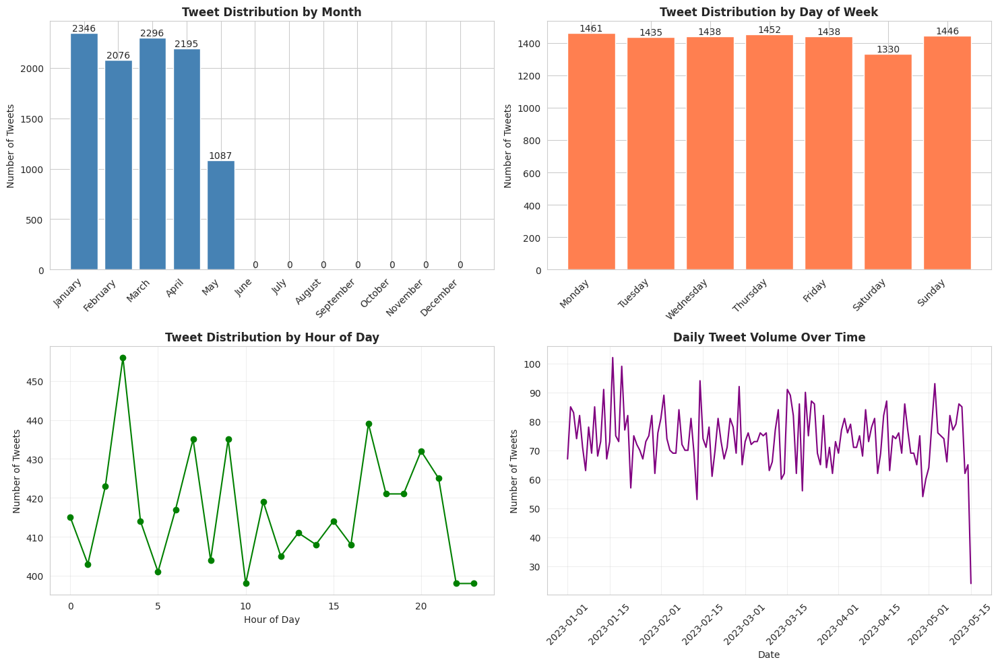 Tweet Distribution by Month
Number of Tweets
2000
1500
1000
500
0
2346
2076
2296
2195
1087
0
0
0
0
0
0
0
January
February
March
April
May
June
July
August
September
October
November
December
Tweet Distribution by Day of Week
Number of Tweets
1400
1200
1000
800
600
400
200
0
1461
1435
1438
1452
1438
1330
1446
Monday
Tuesday
Wednesday
Thursday
Friday
Saturday
Sunday
Tweet Distribution by Hour of Day
Number of Tweets
450
440
430
420
410
400
0
5
10
15
20
Hour of Day
Daily Tweet Volume Over Time
Number of Tweets
100
90
80
70
60
50
40
30
2023-01-01
2023-01-15
2023-02-01
2023-02-15
2023-03-01
2023-03-15
2023-04-01
2023-04-15
2023-05-01
2023-05-15
Date